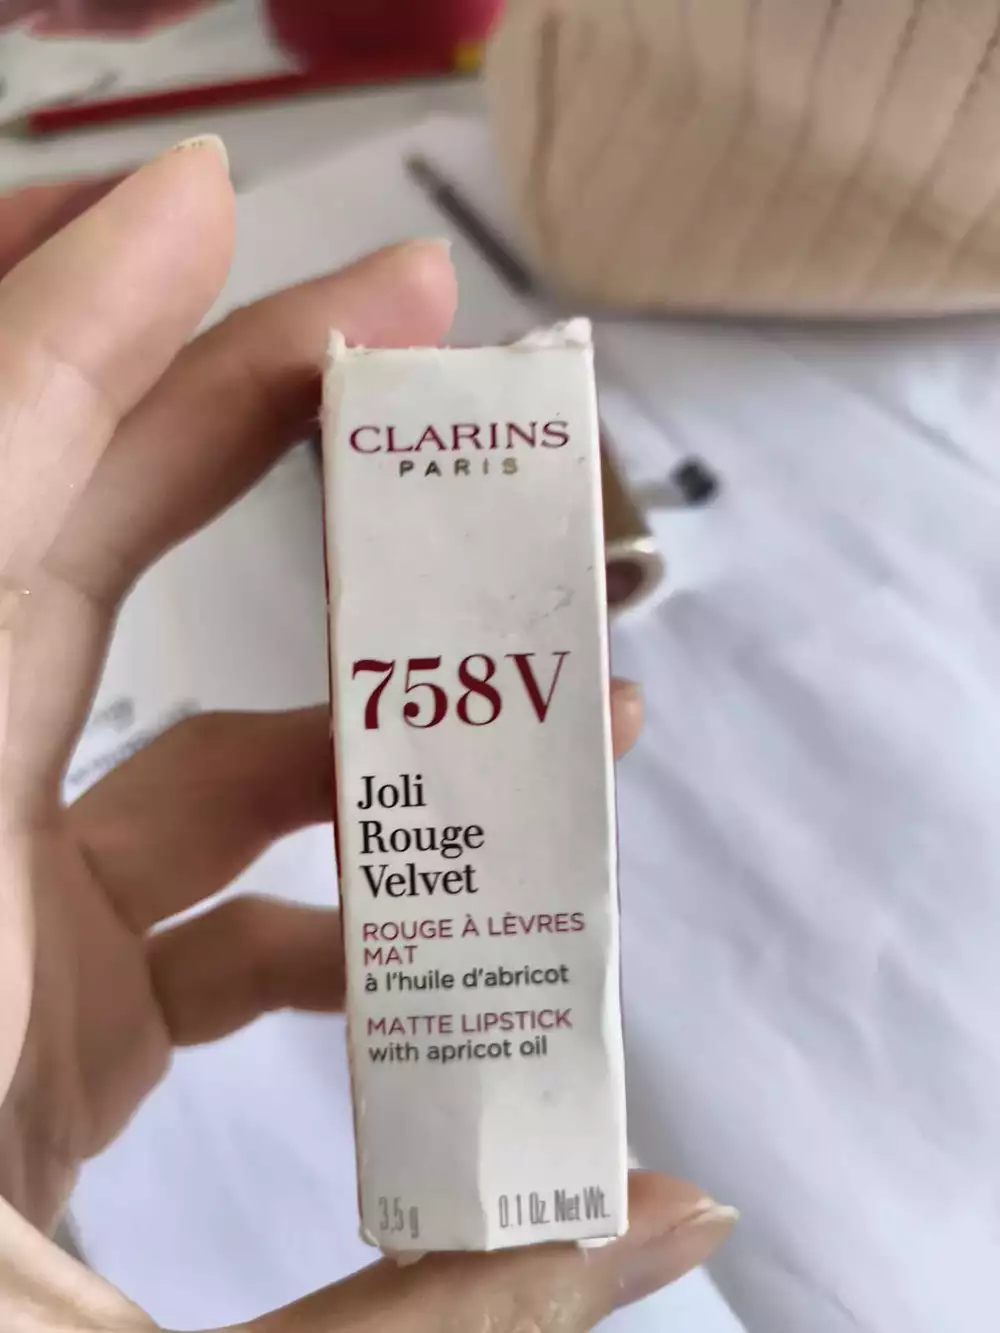 CLARINS
PARIS
758V
Joli
Rouge
Velvet
ROUGE À LÈVRES
MAT
à l'huile d'abricot
MATTE LIPSTICK
with apricot oil
3,5 g 0.1 Oz. Net Wt.